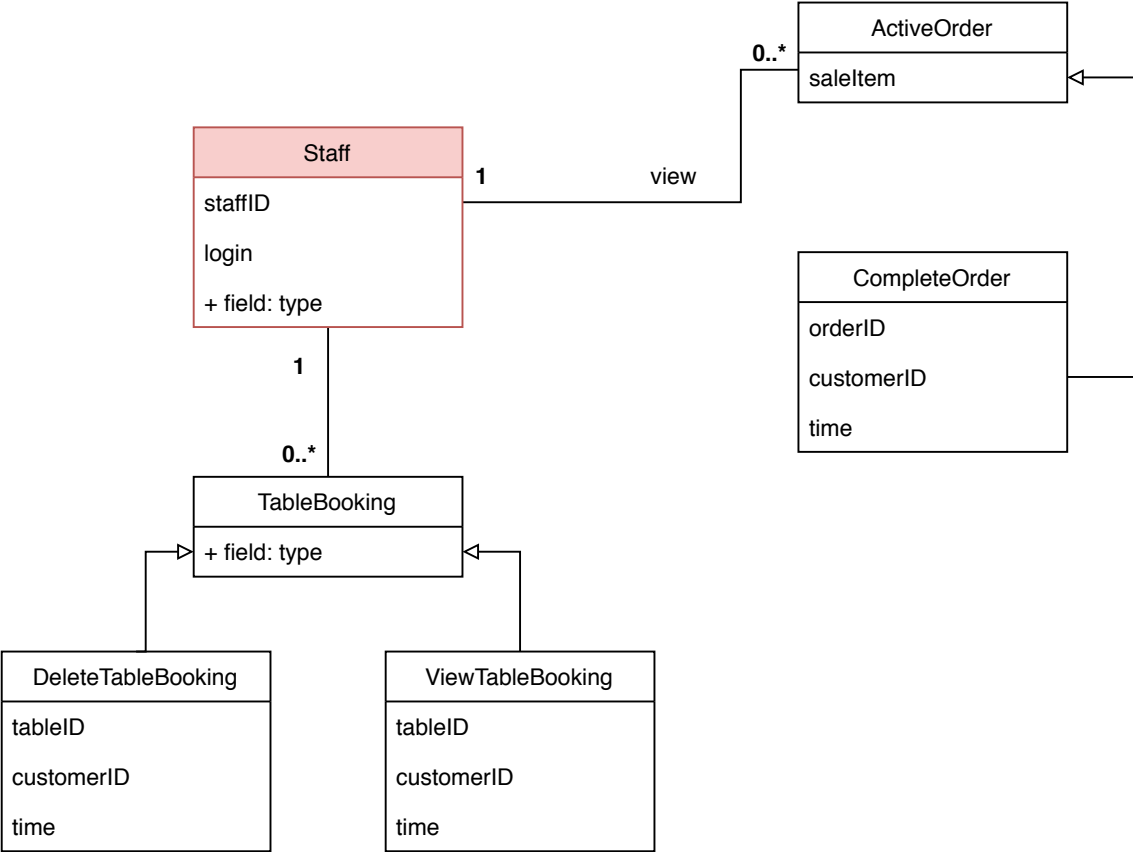 ActiveOrder
0..*
saleItem
Staff
1
view
staffID
login
+ field: type
CompleteOrder
orderID
customerID
time
1
0..*
TableBooking
+ field: type
DeleteTableBooking
tableID
customerID
time
ViewTableBooking
tableID
customerID
time